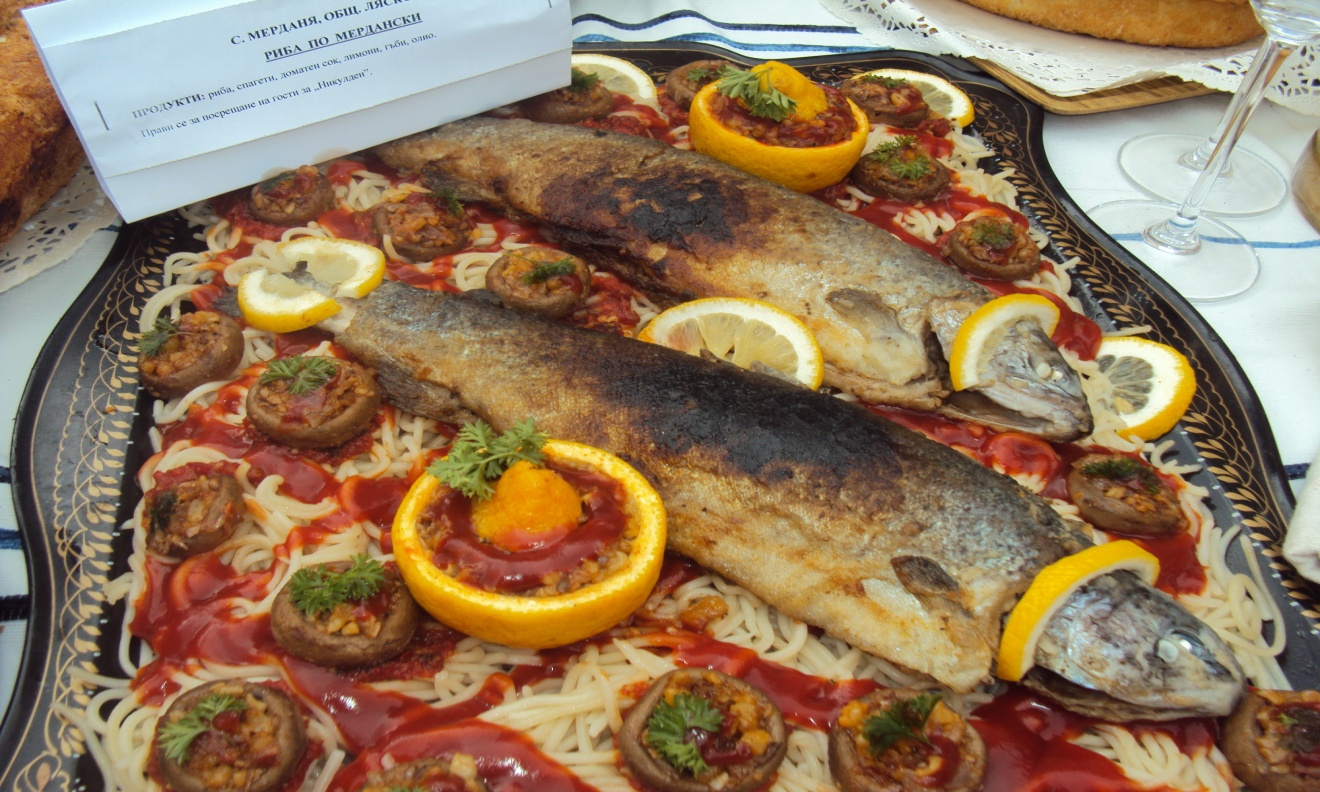 С. МЕРДАНЯ, ОБЩ. ЛЯСК
РИБА ПО МЕРДАНСКИ
ПРОДУКТИ: риба, спагети, доматен сок, лимони, гъби, олио.
Прави се за посрещане на гости за „Никулден".